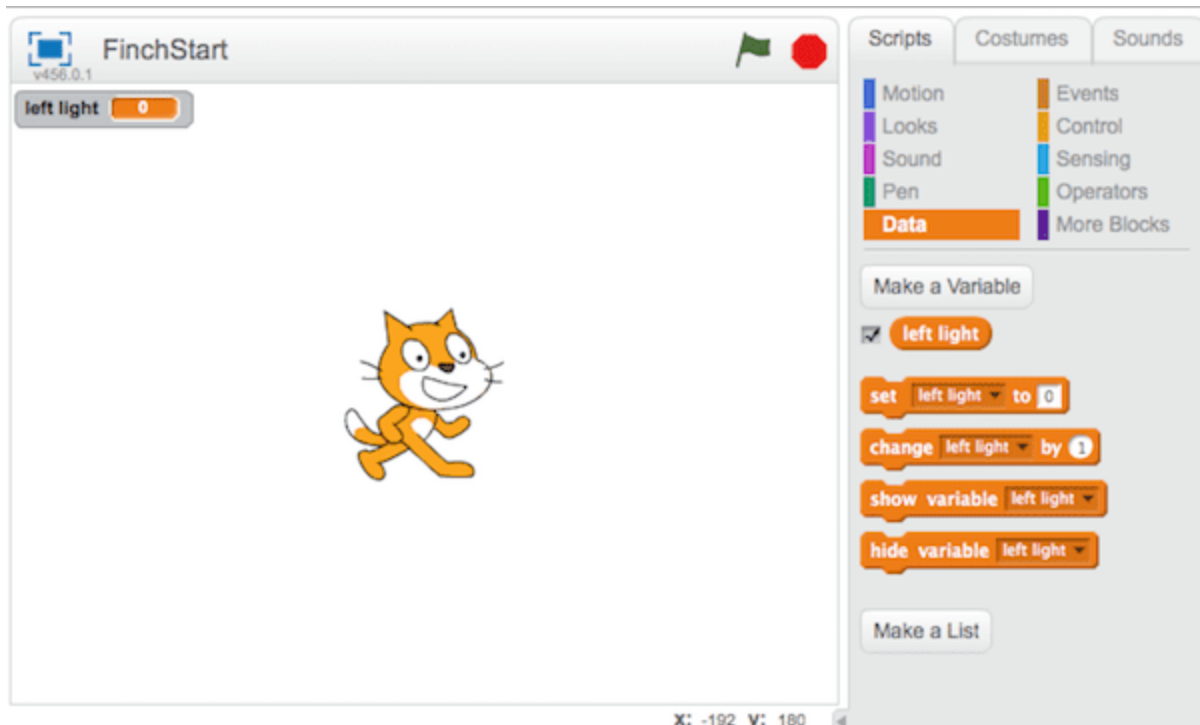 FinchStart
v456.0.1
left light 0
X: -192 Y: 180
Scripts Costumes Sounds
Motion Events
Looks Control
Sound Sensing
Pen Operators
Data More Blocks
Make a Variable
left light
set left light to 0
change left light by 1
show variable left light
hide variable left light
Make a List